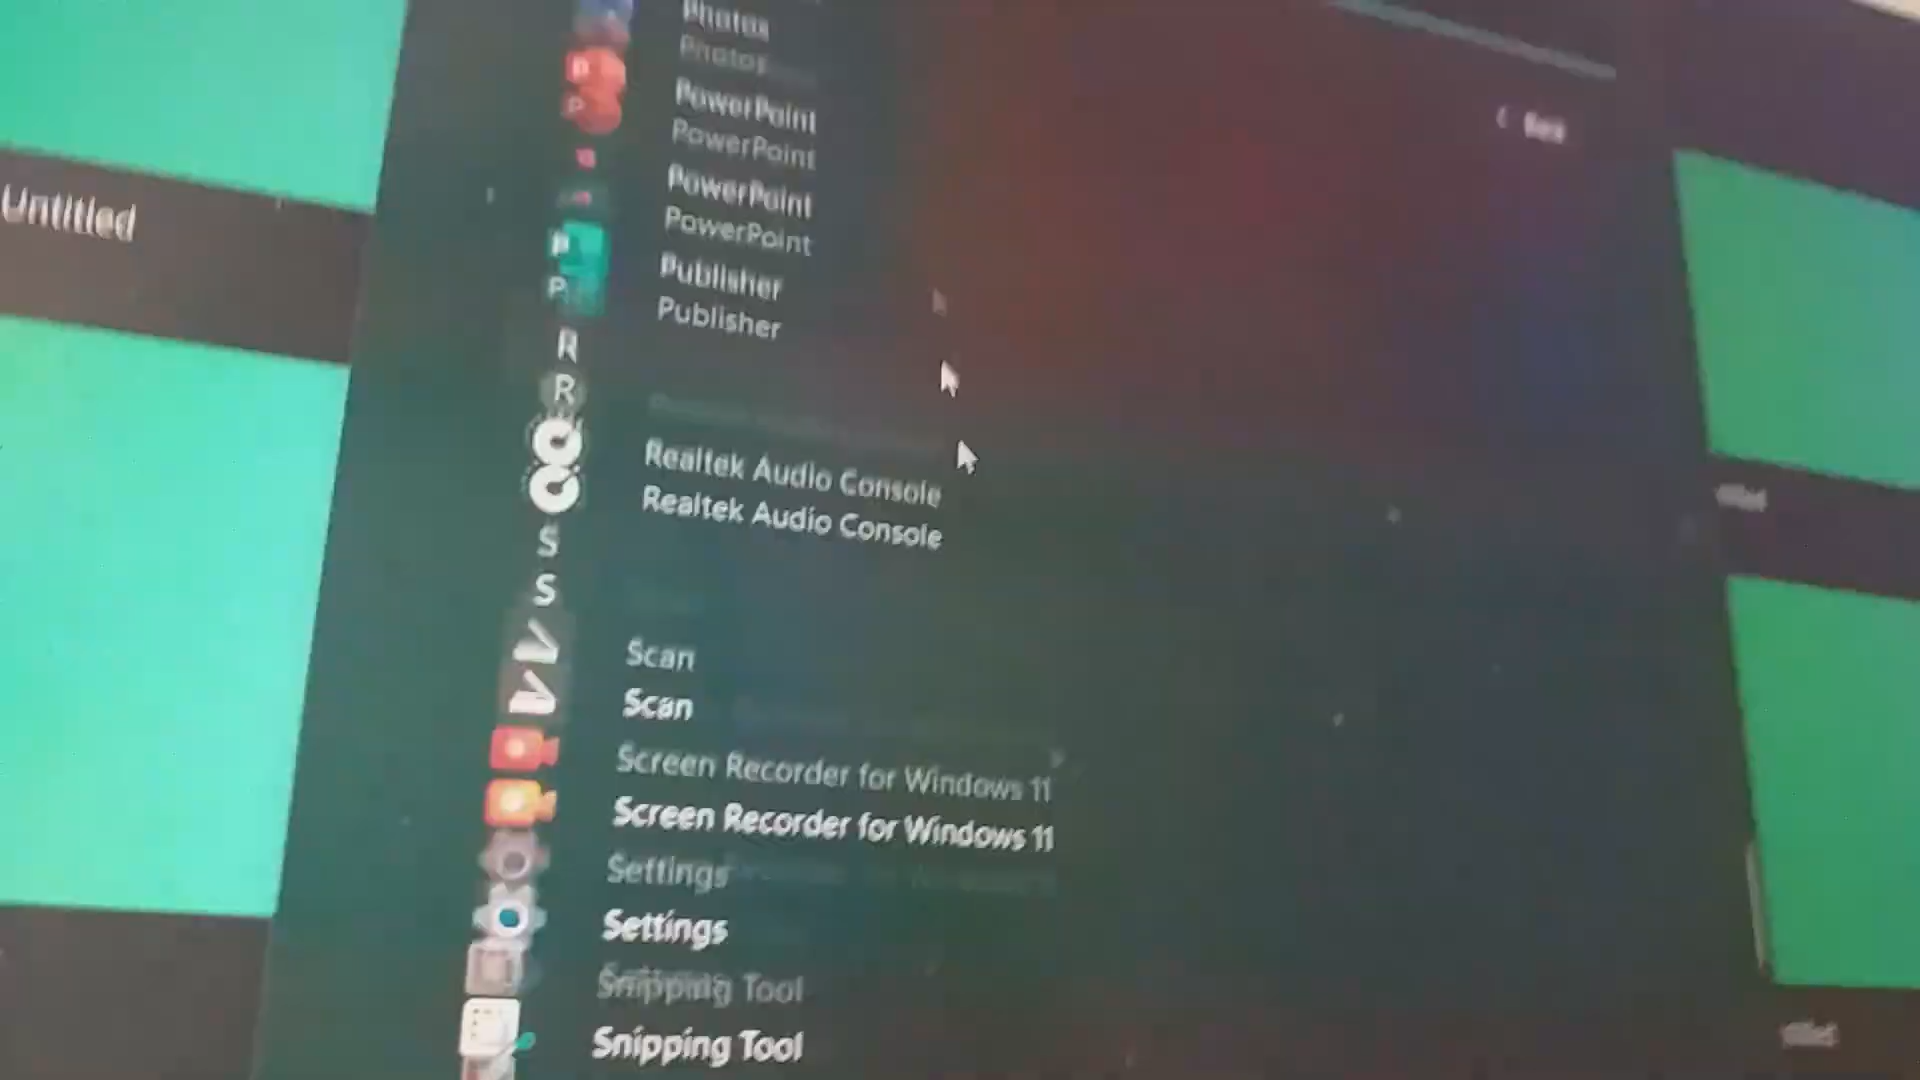 Photos
Photos
PowerPoint
PowerPoint
PowerPoint
PowerPoint
Publisher
Publisher
R
R
Realtek Audio Console
Realtek Audio Console
S
S
Scan
Scan
Screen Recorder for Windows 11
Screen Recorder for Windows 11
Settings
Settings
Snipping Tool
Snipping Tool
Untitled
Back